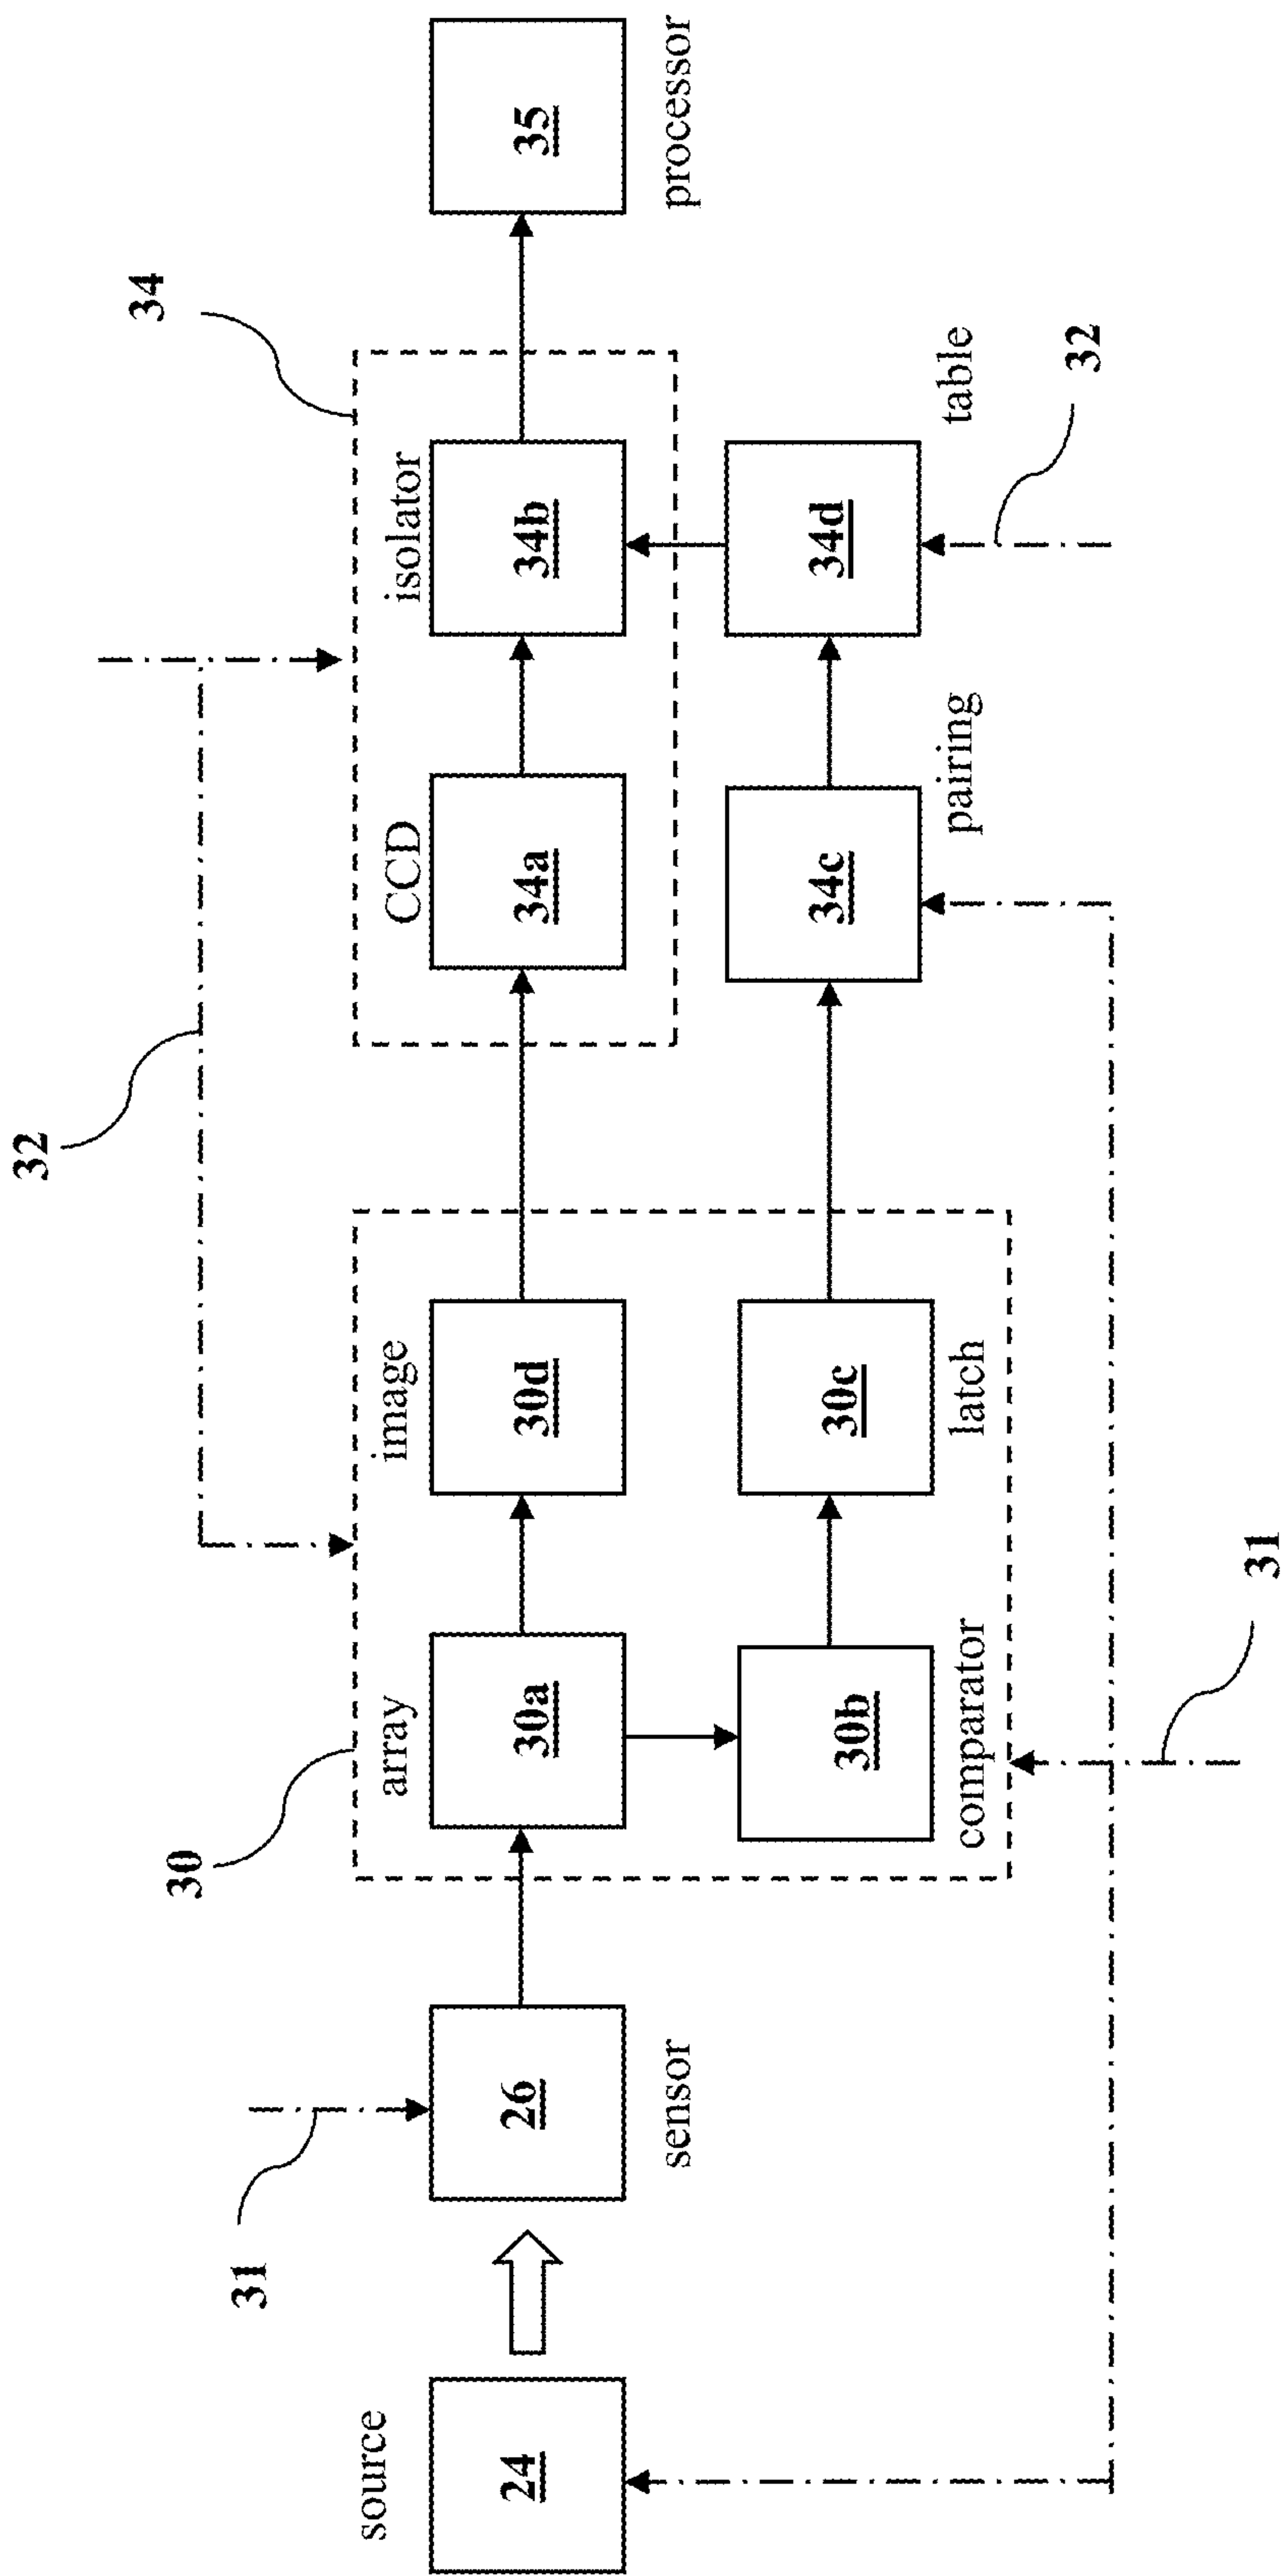 32
30
34
31
source
array
image
CCD
isolator
24
26
30a
30d
34a
34b
35
sensor
processor
30b
30c
34c
34d
comparator
latch
pairing
table
32
31